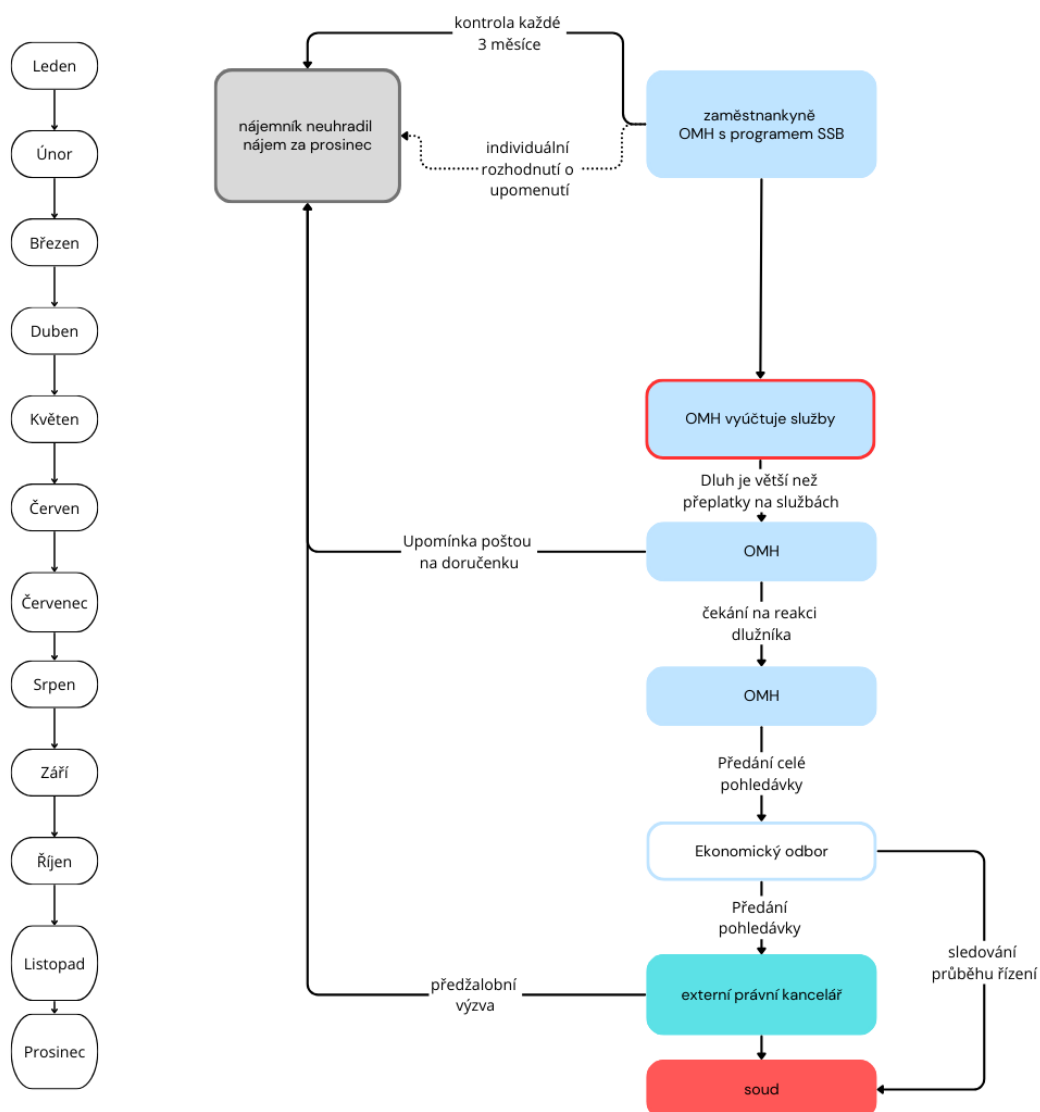 Leden
Únor
Březen
Duben
Květen
Červen
Červenec
Srpen
Září
Říjen
Listopad
Prosinec
kontrola každé
3 měsíce
nájemník neuhradil
nájem za prosinec
zaměstnankyně
OMH s programem SSB
individuální
rozhodnutí o
upomenutí
OMH vyúčtuje služby
Dluh je větší než
přeplatky na službách
Upomínka poštou
na doručenku
OMH
čekání na reakci
dlužníka
OMH
Předání celé
pohledávky
Ekonomický odbor
Předání
pohledávky
sledování
průběhu řízení
předžalobní
výzva
externí právní kancelář
soud